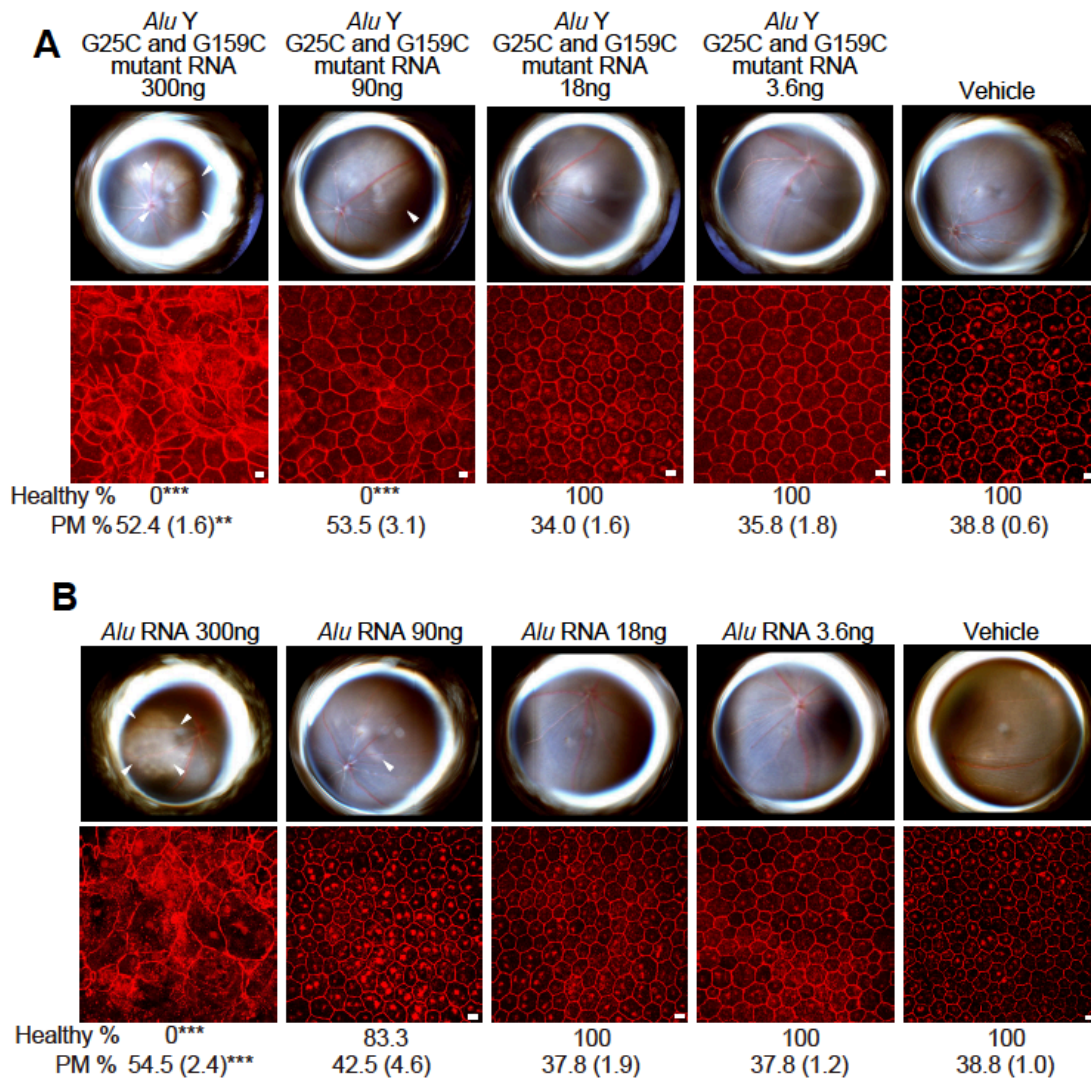 A
Alu Y
G25C and G159C
mutant RNA
300ng
Alu Y
G25C and G159C
mutant RNA
90ng
Alu Y
G25C and G159C
mutant RNA
18ng
Alu Y
G25C and G159C
mutant RNA
3.6ng
Vehicle
Healthy % 0*** 0*** 100 100 100
PM % 52.4 (1.6)** 53.5 (3.1) 34.0 (1.6) 35.8 (1.8) 38.8 (0.6)
B
Alu RNA 300ng Alu RNA 90ng Alu RNA 18ng Alu RNA 3.6ng Vehicle
Healthy % 0*** 83.3 100 100 100
PM % 54.5 (2.4)*** 42.5 (4.6) 37.8 (1.9) 37.8 (1.2) 38.8 (1.0)